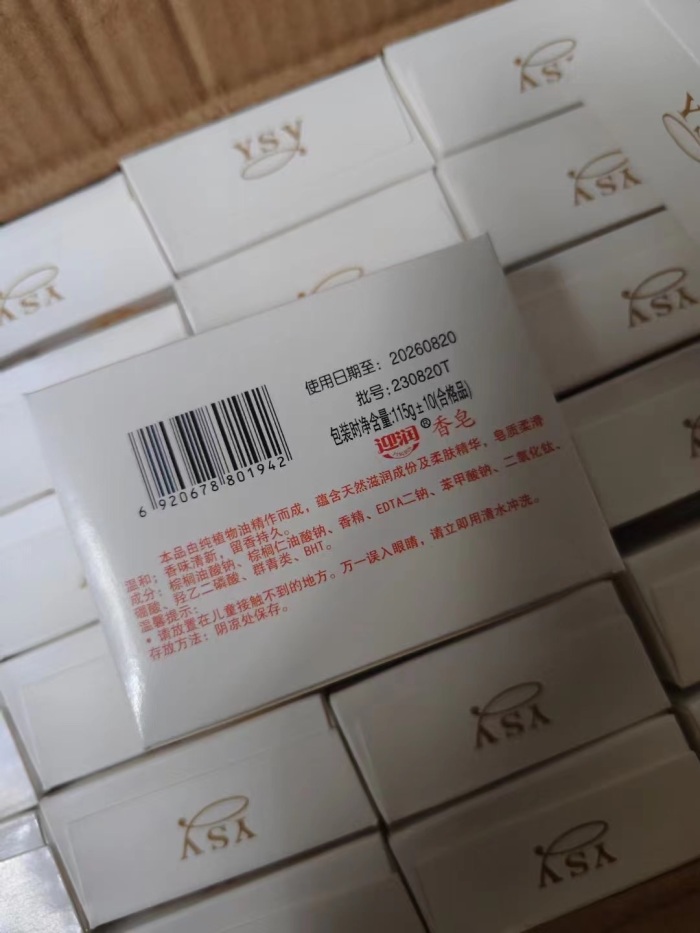 YSY
YSY
YSY
YSY
YSY
使用日期至: 20260820
批号:230820T
包装时净含量:115g±10(合格品)
迎润®香皂
6 920678 801942
本品由纯植物油精作而成，蕴含天然滋润成份及柔肤精华，皂质柔滑
温和；香味清新，留香持久。
成分：棕榈油酸钠、棕榈仁油酸钠、香精、EDTA二钠、苯甲酸钠、二氧化钛、
硼酸、羟乙二磷酸、群青类、BHT。
温馨提示：
•请放置在儿童接触不到的地方。万一误入眼睛，请立即用清水冲洗。
存放方法：阴凉处保存。
YSY
YSY
YSY